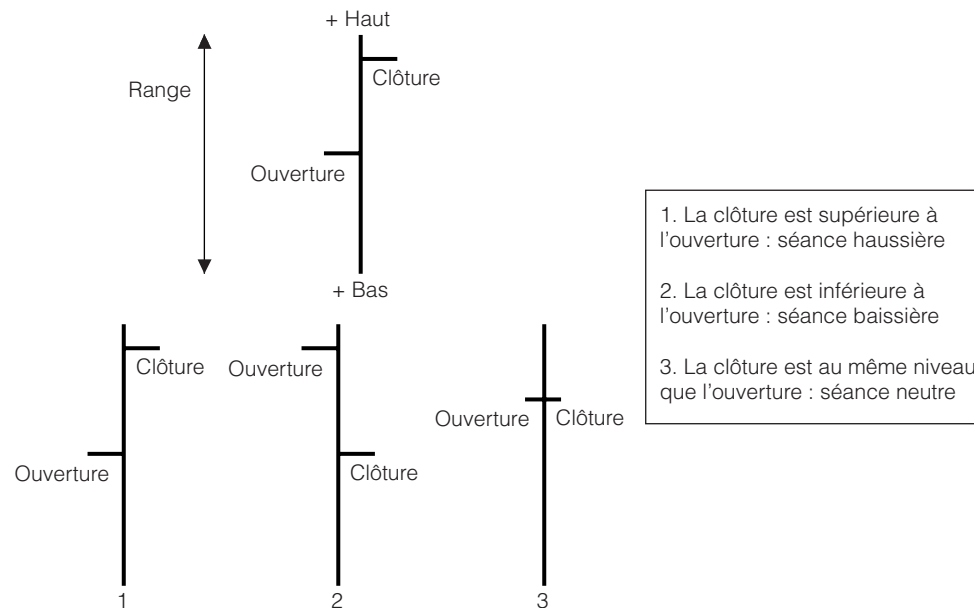 + Haut
Clôture
Range
Ouverture
+ Bas
1. La clôture est supérieure à
l'ouverture : séance haussière
2. La clôture est inférieure à
l'ouverture : séance baissière
3. La clôture est au même niveau
que l'ouverture : séance neutre
Clôture
Ouverture
1
Ouverture
Clôture
2
Ouverture Clôture
3